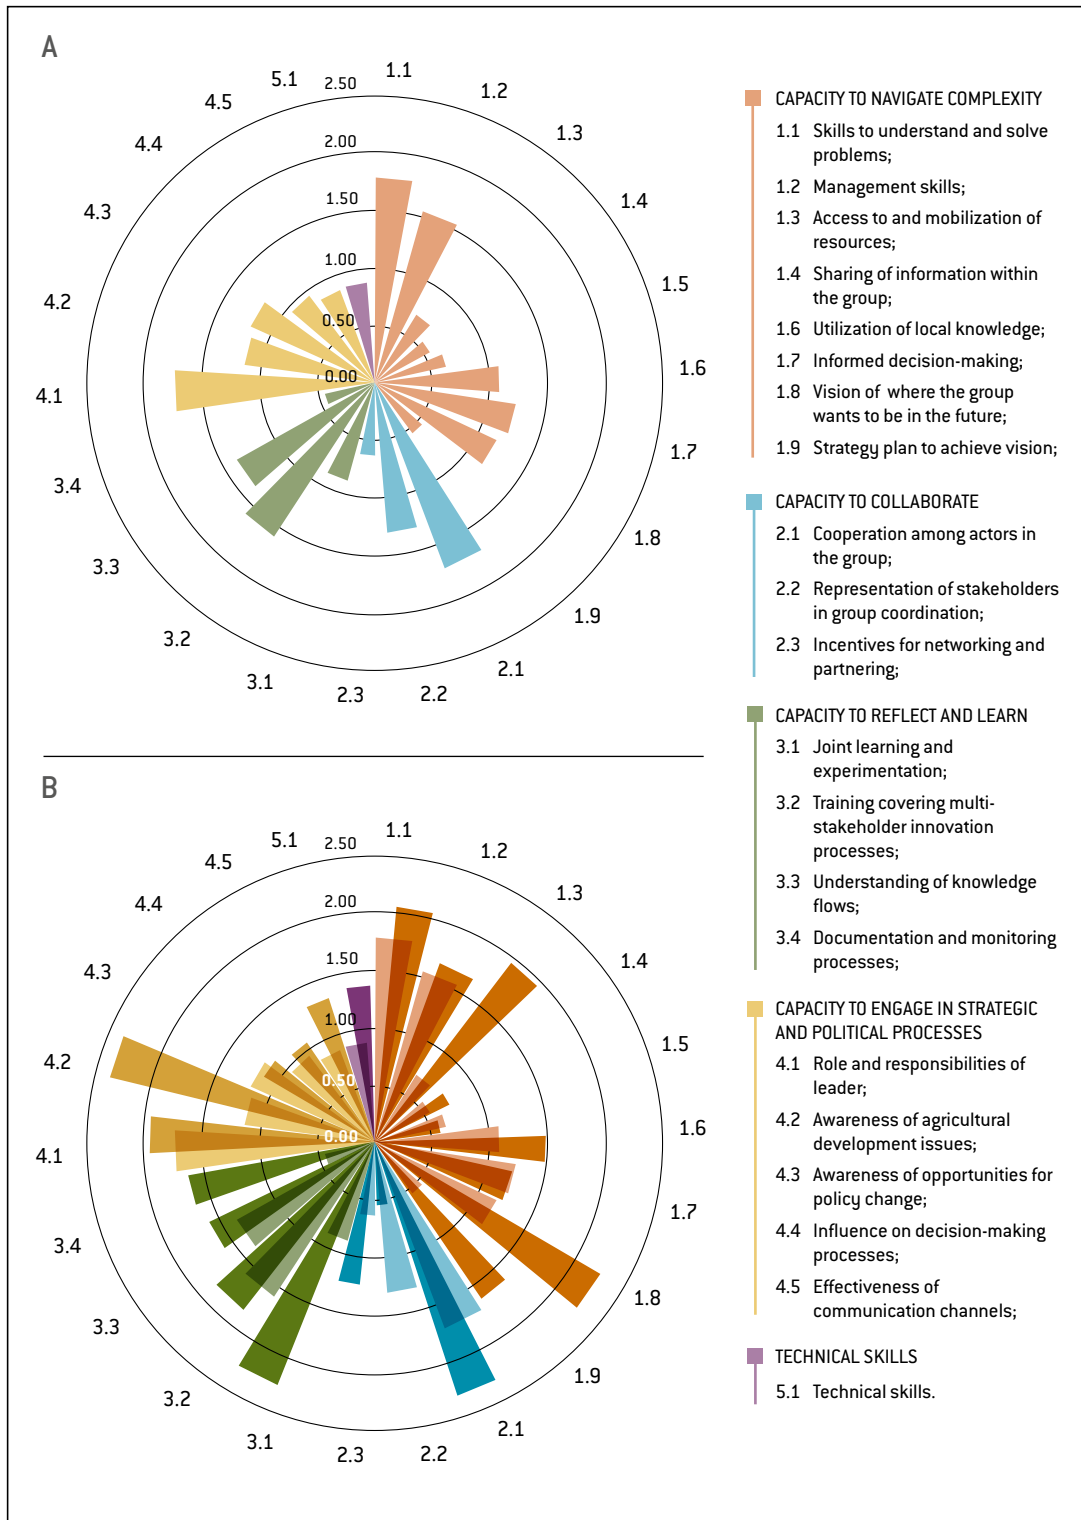 A
2.50
2.00
1.50
1.00
0.50
0.00
1.1
1.2
1.3
1.4
1.5
1.6
1.7
1.8
1.9
2.1
2.2
2.3
3.1
3.2
3.3
3.4
4.1
4.2
4.3
4.4
4.5
5.1
B
2.50
2.00
1.50
1.00
0.50
0.00
1.1
1.2
1.3
1.4
1.5
1.6
1.7
1.8
1.9
2.1
2.2
2.3
3.1
3.2
3.3
3.4
4.1
4.2
4.3
4.4
4.5
5.1
CAPACITY TO NAVIGATE COMPLEXITY
1.1 Skills to understand and solve
problems;
1.2 Management skills;
1.3 Access to and mobilization of
resources;
1.4 Sharing of information within
the group;
1.6 Utilization of local knowledge;
1.7 Informed decision-making;
1.8 Vision of where the group
wants to be in the future;
1.9 Strategy plan to achieve vision;
CAPACITY TO COLLABORATE
2.1 Cooperation among actors in
the group;
2.2 Representation of stakeholders
in group coordination;
2.3 Incentives for networking and
partnering;
CAPACITY TO REFLECT AND LEARN
3.1 Joint learning and
experimentation;
3.2 Training covering multi-
stakeholder innovation
processes;
3.3 Understanding of knowledge
flows;
3.4 Documentation and monitoring
processes;
CAPACITY TO ENGAGE IN STRATEGIC
AND POLITICAL PROCESSES
4.1 Role and responsibilities of
leader;
4.2 Awareness of agricultural
development issues;
4.3 Awareness of opportunities for
policy change;
4.4 Influence on decision-making
processes;
4.5 Effectiveness of
communication channels;
TECHNICAL SKILLS
5.1 Technical skills.